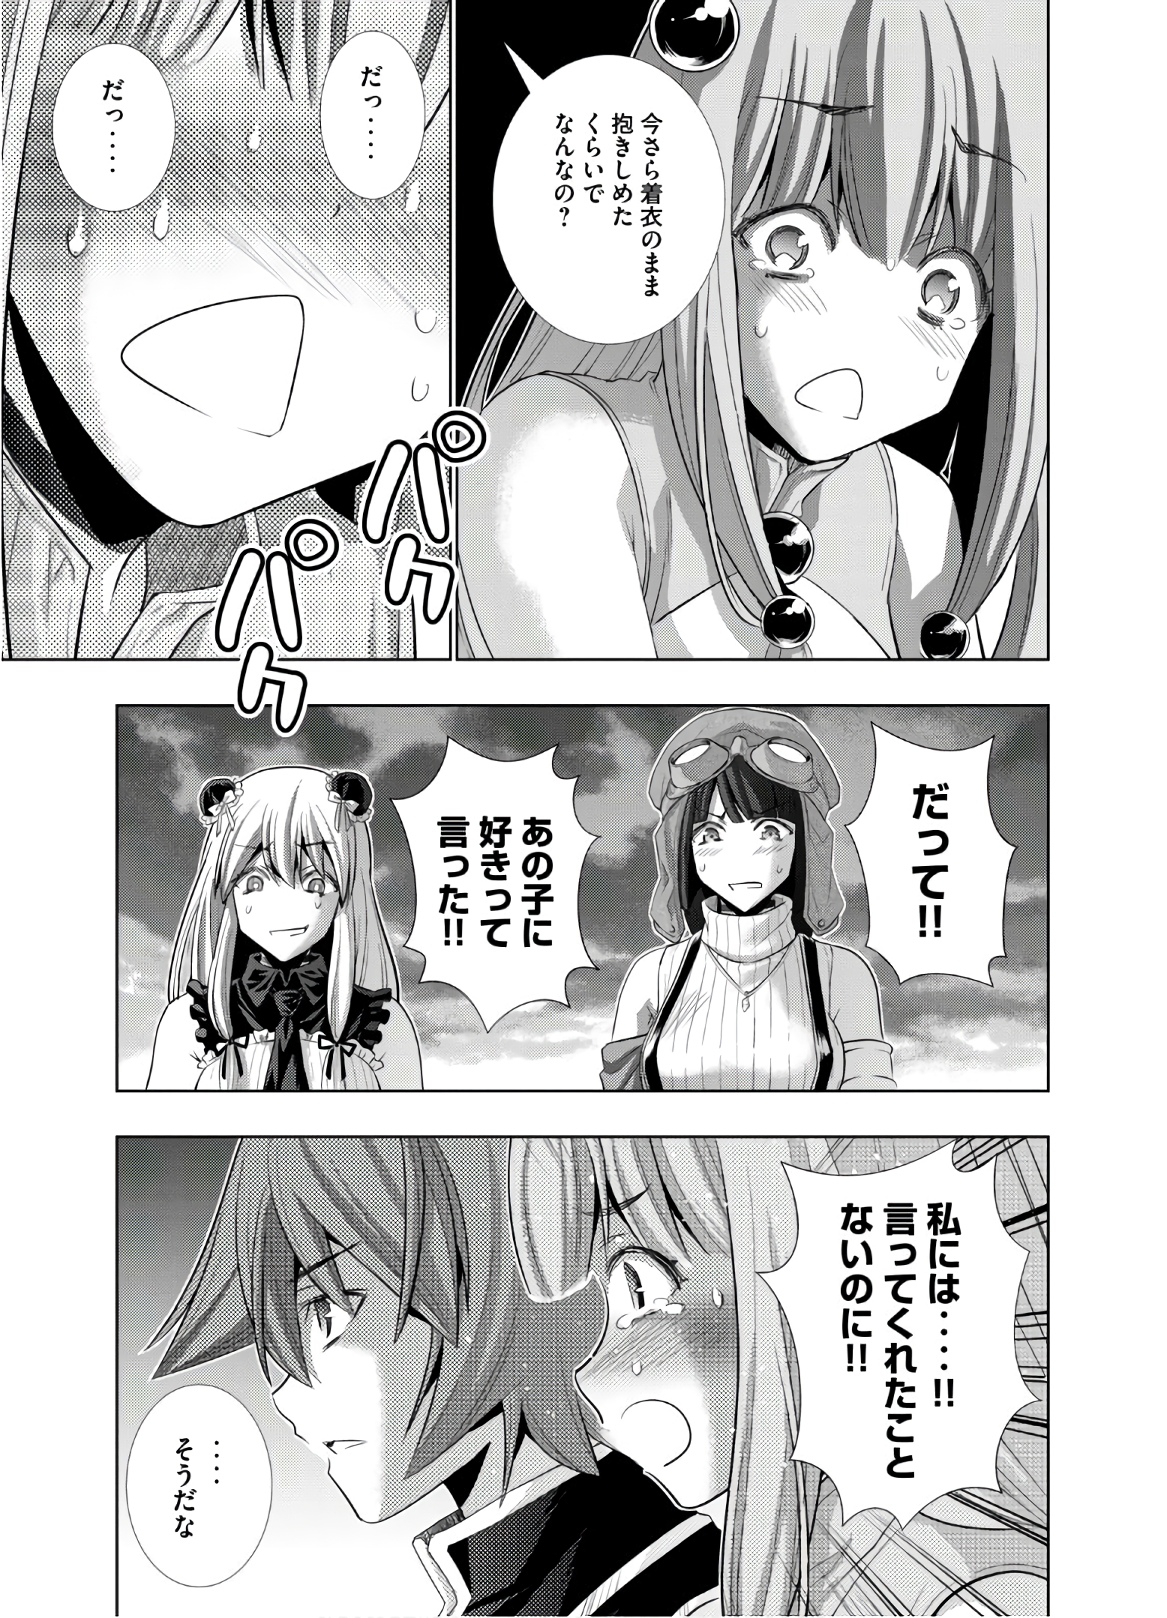 今さら着衣のまま
抱きしめた
くらいで
なんなの?
だっ‥‥
だっ‥‥
パク
パク
だって!!
あの子に
好きって
言った!!
私には‥‥!!
言ってくれたこと
ないのに!!
‥‥
そうだな